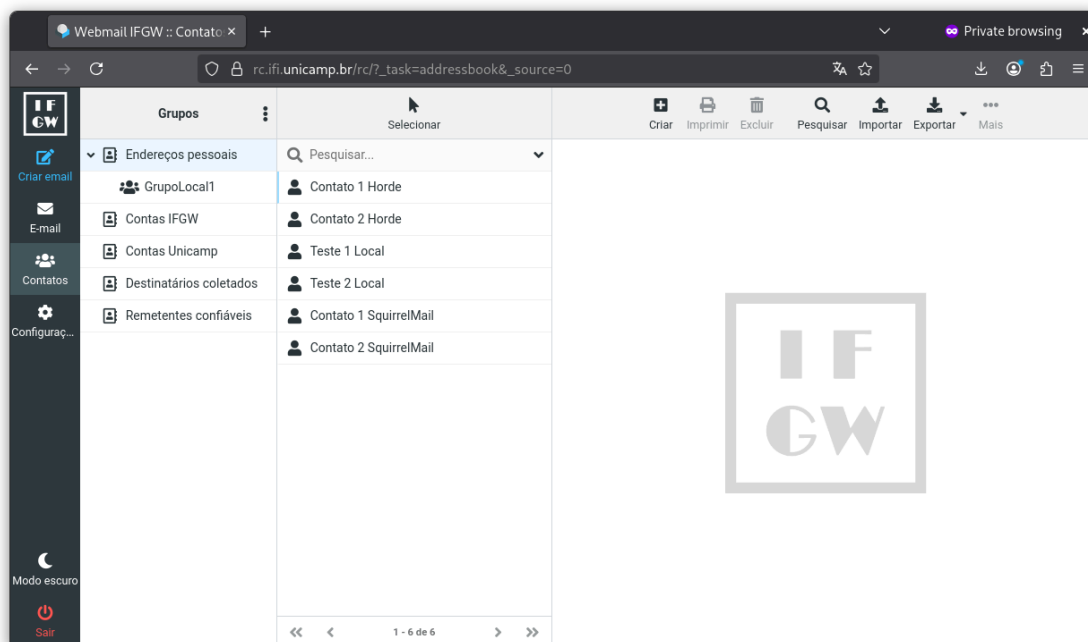 Webmail IFGW :: Contato
Private browsing
rc.ifi.unicamp.br/rc/?_task=addressbook&_source=0
IF
GW
Criar email
E-mail
Contatos
Configuraç...
Modo escuro
Sair
Grupos
Endereços pessoais
GrupoLocal1
Contas IFGW
Contas Unicamp
Destinatários coletados
Remetentes confiáveis
Selecionar
Pesquisar...
Contato 1 Horde
Contato 2 Horde
Teste 1 Local
Teste 2 Local
Contato 1 SquirrelMail
Contato 2 SquirrelMail
1 - 6 de 6
Criar
Imprimir
Excluir
Pesquisar
Importar
Exportar
Mais
IF
GW